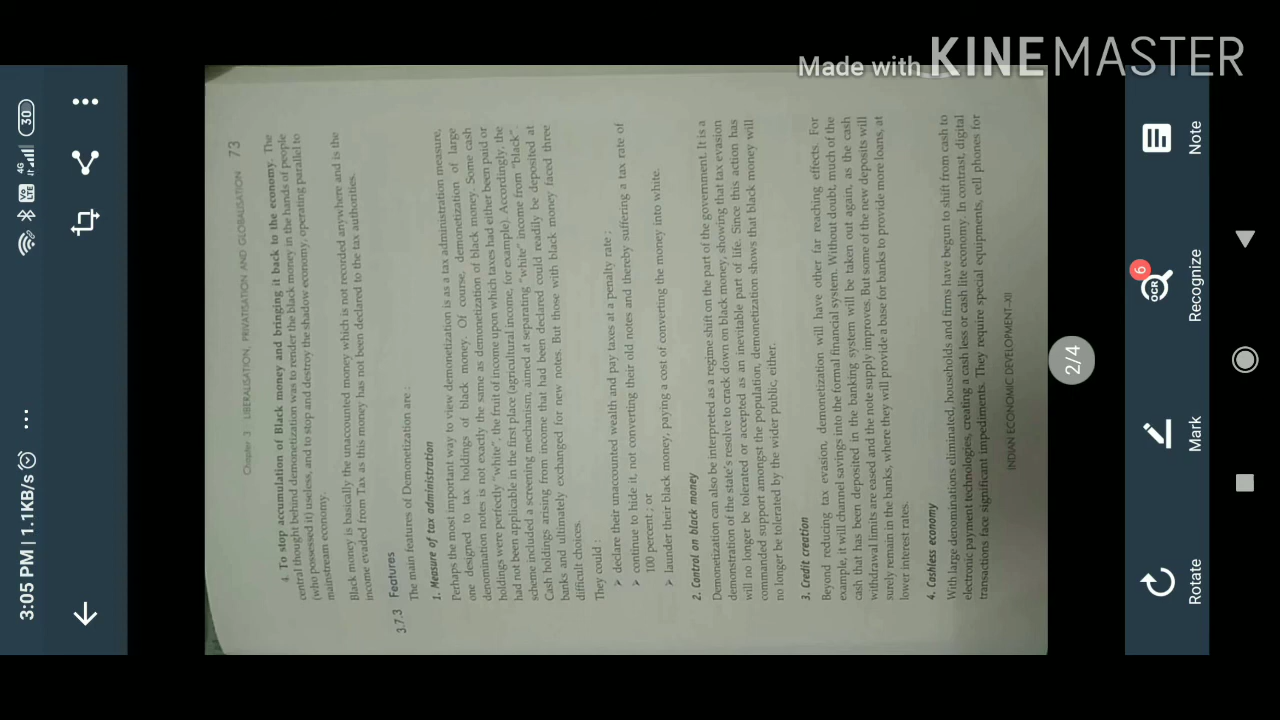 Made with KINEMASTER
3:05 PM | 1.1KB/s
4G
30
Chapter 3 LIBERALISATION, PRIVATISATION AND GLOBALISATION 73
4. To stop accumulation of Black money and bringing it back to the economy. The
central thought behind demonetization was to render the black money in the hands of people
(who possessed it) useless, and to stop and destroy the shadow economy, operating parallel to
mainstream economy.
Black money is basically the unaccounted money which is not recorded anywhere and is the
income evaded from Tax as this money has not been declared to the tax authorities.
3.7.3 Features
The main features of Demonetization are :
1. Measure of tax administration
Perhaps the most important way to view demonetization is as a tax administration measure,
one designed to tax holdings of black money. Of course, demonetization of large
denomination notes is not exactly the same as demonetization of black money. Some cash
holdings were perfectly "white", the fruit of income upon which taxes had either been paid or
had not been applicable in the first place (agricultural income, for example). Accordingly, the
scheme included a screening mechanism, aimed at separating "white" income from "black".
Cash holdings arising from income that had been declared could readily be deposited at
banks and ultimately exchanged for new notes. But those with black money faced three
difficult choices.
They could :
➢ declare their unaccounted wealth and pay taxes at a penalty rate ;
➢ continue to hide it, not converting their old notes and thereby suffering a tax rate of
100 percent ; or
➢ launder their black money, paying a cost of converting the money into white.
2. Control on black money
Demonetization can also be interpreted as a regime shift on the part of the government. It is a
demonstration of the state's resolve to crack down on black money, showing that tax evasion
will no longer be tolerated or accepted as an inevitable part of life. Since this action has
commanded support amongst the population, demonetization shows that black money will
no longer be tolerated by the wider public, either.
3. Credit creation
Beyond reducing tax evasion, demonetization will have other far reaching effects. For
example, it will channel savings into the formal financial system. Without doubt, much of the
cash that has been deposited in the banking system will be taken out again, as the cash
withdrawal limits are eased and the note supply improves. But some of the new deposits will
surely remain in the banks, where they will provide a base for banks to provide more loans, at
lower interest rates.
4. Cashless economy
With large denominations eliminated, households and firms have begun to shift from cash to
electronic payment technologies, creating a cash less or cash lite economy. In contrast, digital
transactions face significant impediments. They require special equipments, cell phones for
INDIAN ECONOMIC DEVELOPMENT–XII
2/4
Rotate
Mark
OCR
6
Recognize
Note